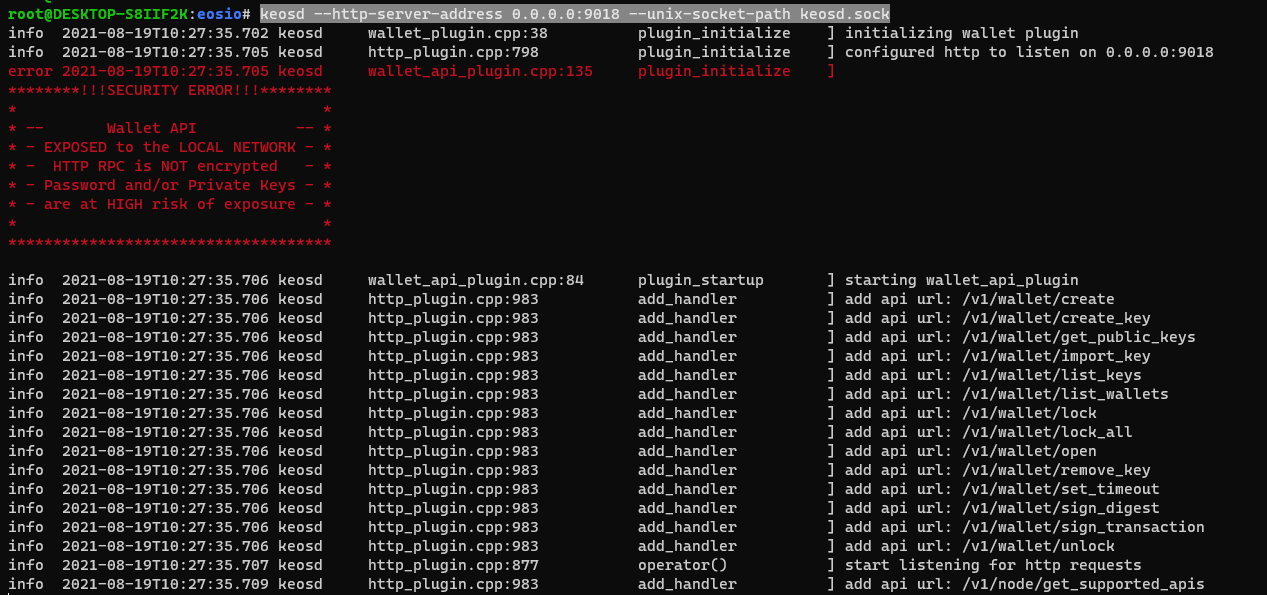 root@DESKTOP-S8IIF2K:eosio# keosd --http-server-address 0.0.0.0:9018 --unix-socket-path keosd.sock
info  2021-08-19T10:27:35.702 keosd     wallet_plugin.cpp:38          plugin_initialize    ] initializing wallet plugin
info  2021-08-19T10:27:35.705 keosd     http_plugin.cpp:798           plugin_initialize    ] configured http to listen on 0.0.0.0:9018
error 2021-08-19T10:27:35.705 keosd     wallet_api_plugin.cpp:135     plugin_initialize    ]
********!!!SECURITY ERROR!!!********
*                                  *
* --       Wallet API           -- *
* - EXPOSED to the LOCAL NETWORK - *
* -  HTTP RPC is NOT encrypted   - *
* - Password and/or Private Keys - *
* - are at HIGH risk of exposure - *
*                                  *
************************************
info  2021-08-19T10:27:35.706 keosd     wallet_api_plugin.cpp:84      plugin_startup       ] starting wallet_api_plugin
info  2021-08-19T10:27:35.706 keosd     http_plugin.cpp:983           add_handler          ] add api url: /v1/wallet/create
info  2021-08-19T10:27:35.706 keosd     http_plugin.cpp:983           add_handler          ] add api url: /v1/wallet/create_key
info  2021-08-19T10:27:35.706 keosd     http_plugin.cpp:983           add_handler          ] add api url: /v1/wallet/get_public_keys
info  2021-08-19T10:27:35.706 keosd     http_plugin.cpp:983           add_handler          ] add api url: /v1/wallet/import_key
info  2021-08-19T10:27:35.706 keosd     http_plugin.cpp:983           add_handler          ] add api url: /v1/wallet/list_keys
info  2021-08-19T10:27:35.706 keosd     http_plugin.cpp:983           add_handler          ] add api url: /v1/wallet/list_wallets
info  2021-08-19T10:27:35.706 keosd     http_plugin.cpp:983           add_handler          ] add api url: /v1/wallet/lock
info  2021-08-19T10:27:35.706 keosd     http_plugin.cpp:983           add_handler          ] add api url: /v1/wallet/lock_all
info  2021-08-19T10:27:35.706 keosd     http_plugin.cpp:983           add_handler          ] add api url: /v1/wallet/open
info  2021-08-19T10:27:35.706 keosd     http_plugin.cpp:983           add_handler          ] add api url: /v1/wallet/remove_key
info  2021-08-19T10:27:35.706 keosd     http_plugin.cpp:983           add_handler          ] add api url: /v1/wallet/set_timeout
info  2021-08-19T10:27:35.706 keosd     http_plugin.cpp:983           add_handler          ] add api url: /v1/wallet/sign_digest
info  2021-08-19T10:27:35.706 keosd     http_plugin.cpp:983           add_handler          ] add api url: /v1/wallet/sign_transaction
info  2021-08-19T10:27:35.706 keosd     http_plugin.cpp:983           add_handler          ] add api url: /v1/wallet/unlock
info  2021-08-19T10:27:35.707 keosd     http_plugin.cpp:877           operator()           ] start listening for http requests
info  2021-08-19T10:27:35.709 keosd     http_plugin.cpp:983           add_handler          ] add api url: /v1/node/get_supported_apis